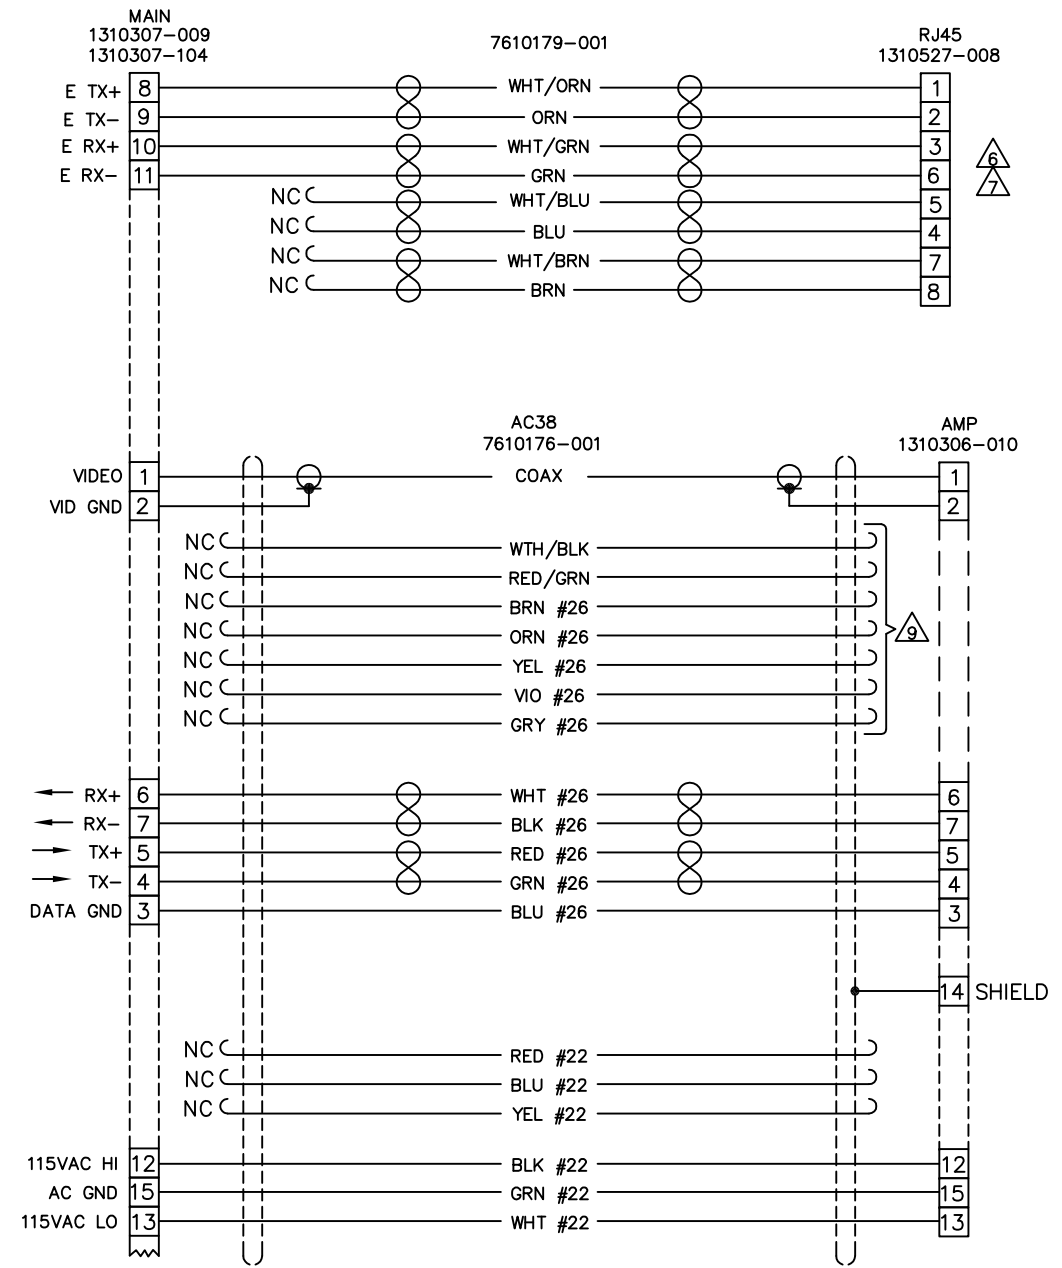 MAIN
1310307-009
1310307-104
7610179-001
RJ45
1310527-008
E TX+ 8 WHT/ORN 1
E TX- 9 ORN 2
E RX+ 10 WHT/GRN 3
6
E RX- 11 GRN 6
7
NC WHT/BLU 5
NC BLU 4
NC WHT/BRN 7
NC BRN 8
AC38
7610176-001
AMP
1310306-010
VIDEO 1 COAX 1
VID GND 2 2
NC WTH/BLK
NC RED/GRN
NC BRN #26
NC ORN #26
9
NC YEL #26
NC VIO #26
NC GRY #26
RX+ 6 WHT #26 6
RX- 7 BLK #26 7
TX+ 5 RED #26 5
TX- 4 GRN #26 4
DATA GND 3 BLU #26 3
14 SHIELD
NC RED #22
NC BLU #22
NC YEL #22
115VAC HI 12 BLK #22 12
AC GND 15 GRN #22 15
115VAC LO 13 WHT #22 13